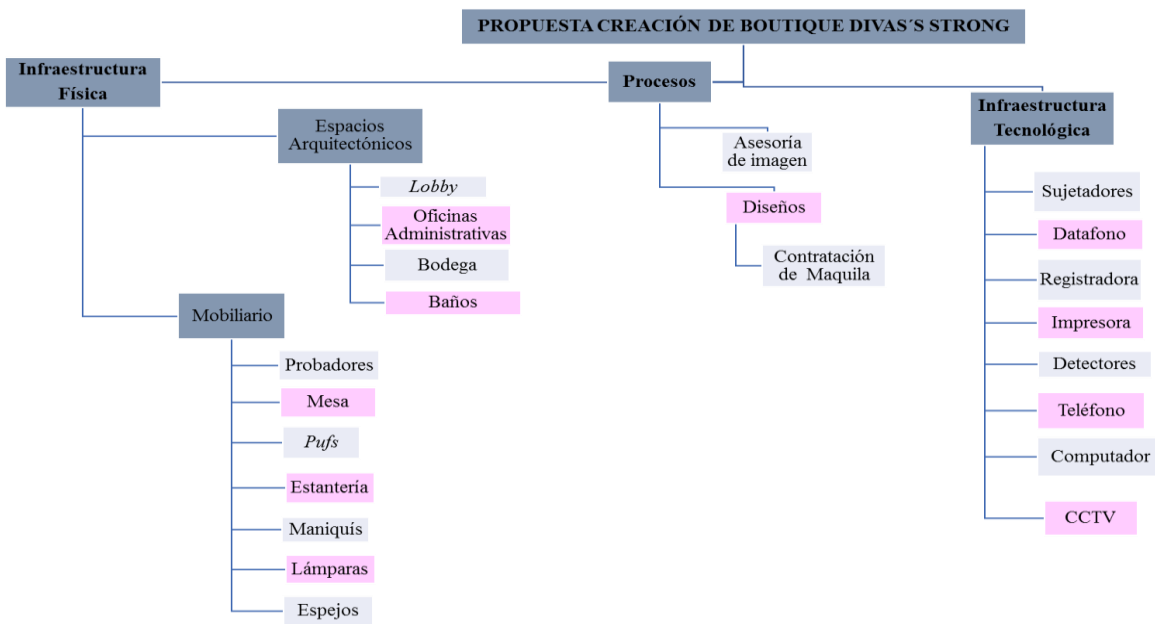 PROPUESTA CREACIÓN DE BOUTIQUE DIVAS´S STRONG
Infraestructura
Física
Espacios
Arquitectónicos
Lobby
Oficinas
Administrativas
Bodega
Baños
Mobiliario
Probadores
Mesa
Pufs
Estantería
Maniquís
Lámparas
Espejos
Procesos
Asesoría
de imagen
Diseños
Contratación
de Maquila
Infraestructura
Tecnológica
Sujetadores
Datafono
Registradora
Impresora
Detectores
Teléfono
Computador
CCTV